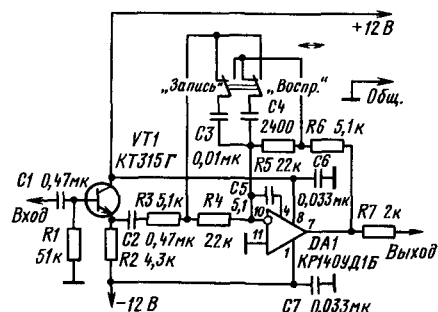 +12 В
„Запись"
„Воспр."
Общ.
C3
0,01мк
C4
2400
R5 22к
R6 5,1к
VT1
КТ315Г
C6
0,033мк
C1 0,47мк
Вход
R3 5,1к
R4
22к
C5
5,1
10
11
4
8
7
1
DA1
КР140УД1Б
R7 2к
Выход
R1
51к
C2 0,47мк
R2 4,3к
-12 В
C7 0,033мк